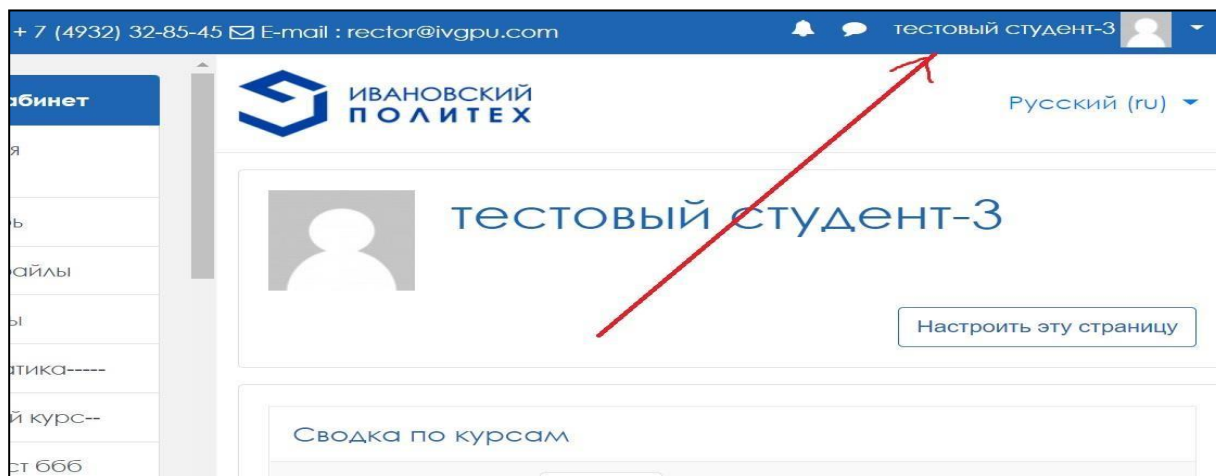 + 7 (4932) 32-85-45 E-mail : rector@ivgpu.com
тестовый студент-3
абинет
ИВАНОВСКИЙ
ПОЛИТЕХ
Русский (ru)
я
ь
айлы
ы
атика-----
й курс--
ст ббб
тестовый студент-3
Настроить эту страницу
Сводка по курсам